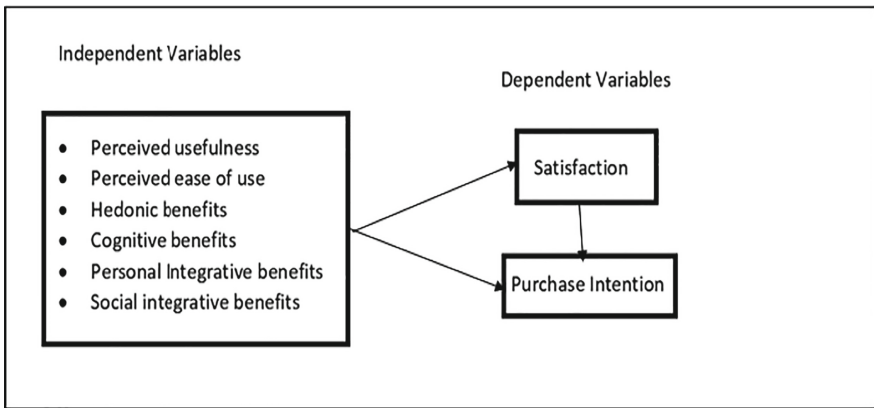 Independent Variables
Dependent Variables
• Perceived usefulness
• Perceived ease of use
• Hedonic benefits
• Cognitive benefits
• Personal Integrative benefits
• Social integrative benefits
Satisfaction
Purchase Intention